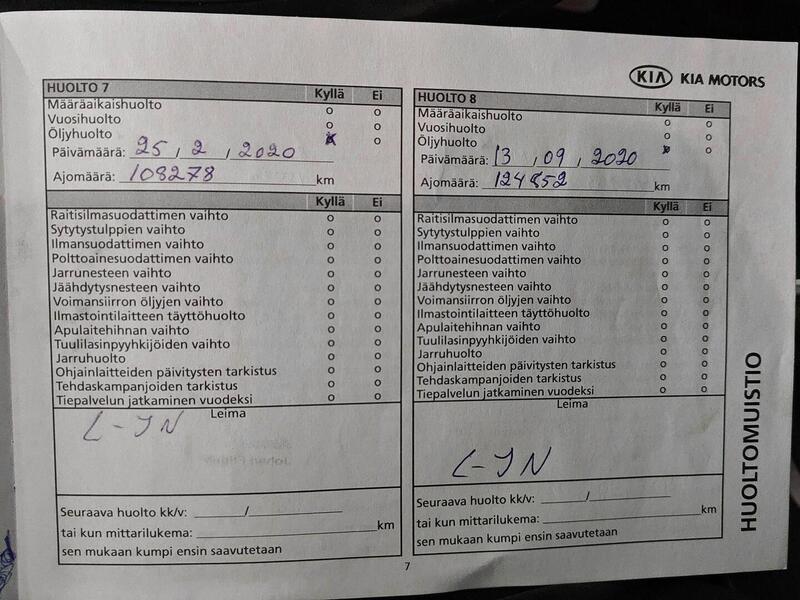 KIA KIA MOTORS
HUOLTO 7 Kyllä Ei
Määräaikaishuolto o o
Vuosihuolto o o
Öljyhuolto x o
Päivämäärä: 25 / 2 / 2020
Ajomäärä: 108278 km
Kyllä Ei
Raitisilmasuodattimen vaihto o o
Sytytystulppien vaihto o o
Ilmansuodattimen vaihto o o
Polttoainesuodattimen vaihto o o
Jarrunesteen vaihto o o
Jäähdytysnesteen vaihto o o
Voimansiirron öljyjen vaihto o o
Ilmastointilaitteen täyttöhuolto o o
Apulaitehihnan vaihto o o
Tuulilasinpyyhkijöiden vaihto o o
Jarruhuolto o o
Ohjainlaitteiden päivitysten tarkistus o o
Tehdaskampanjoiden tarkistus o o
Tiepalvelun jatkaminen vuodeksi o o
Leima
L-JN
Seuraava huolto kk/v: /
tai kun mittarilukema: km
sen mukaan kumpi ensin saavutetaan
HUOLTO 8 Kyllä Ei
Määräaikaishuolto o o
Vuosihuolto o o
Öljyhuolto x o
Päivämäärä: 13 / 09 / 2020
Ajomäärä: 124852 km
Kyllä Ei
Raitisilmasuodattimen vaihto o o
Sytytystulppien vaihto o o
Ilmansuodattimen vaihto o o
Polttoainesuodattimen vaihto o o
Jarrunesteen vaihto o o
Jäähdytysnesteen vaihto o o
Voimansiirron öljyjen vaihto o o
Ilmastointilaitteen täyttöhuolto o o
Apulaitehihnan vaihto o o
Tuulilasinpyyhkijöiden vaihto o o
Jarruhuolto o o
Ohjainlaitteiden päivitysten tarkistus o o
Tehdaskampanjoiden tarkistus o o
Tiepalvelun jatkaminen vuodeksi o o
Leima
L-JN
Seuraava huolto kk/v: /
tai kun mittarilukema: km
sen mukaan kumpi ensin saavutetaan
HUOLTOMUISTIO
7